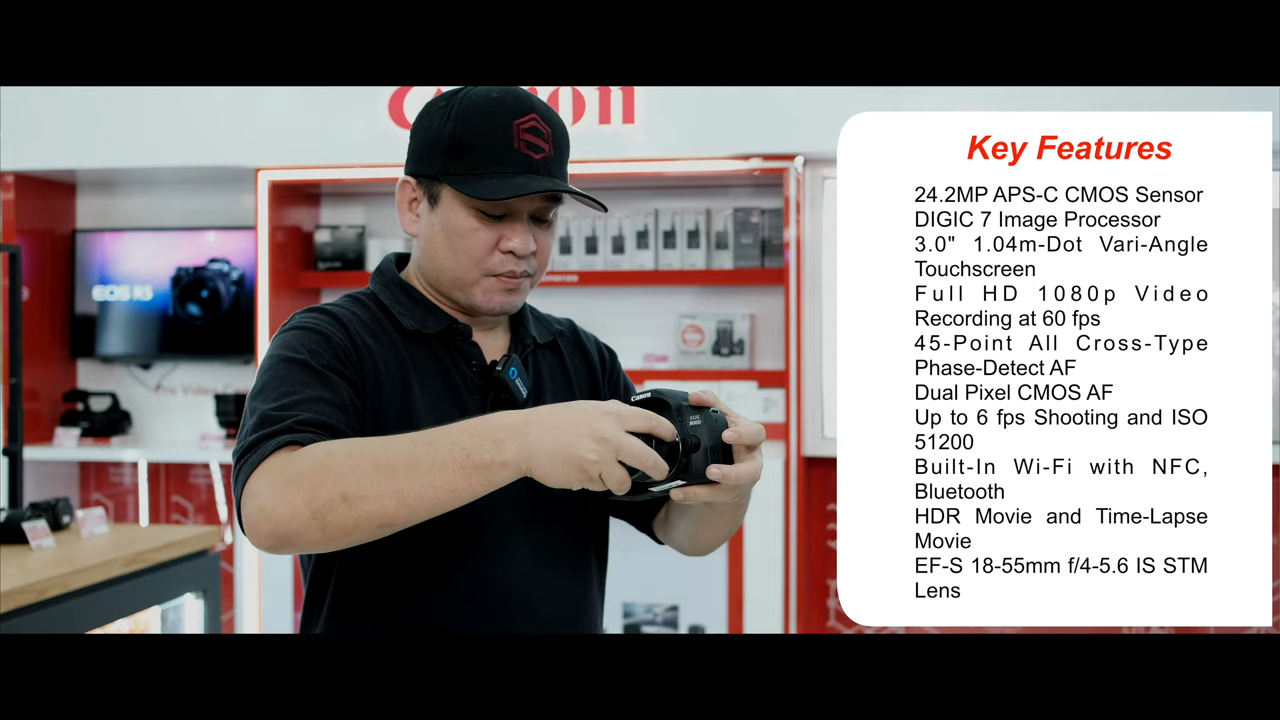 Canon
EOS R5
Canon
EOS
800D
Key Features
24.2MP APS-C CMOS Sensor
DIGIC 7 Image Processor
3.0" 1.04m-Dot Vari-Angle
Touchscreen
Full HD 1080p Video
Recording at 60 fps
45-Point All Cross-Type
Phase-Detect AF
Dual Pixel CMOS AF
Up to 6 fps Shooting and ISO
51200
Built-In Wi-Fi with NFC,
Bluetooth
HDR Movie and Time-Lapse
Movie
EF-S 18-55mm f/4-5.6 IS STM
Lens